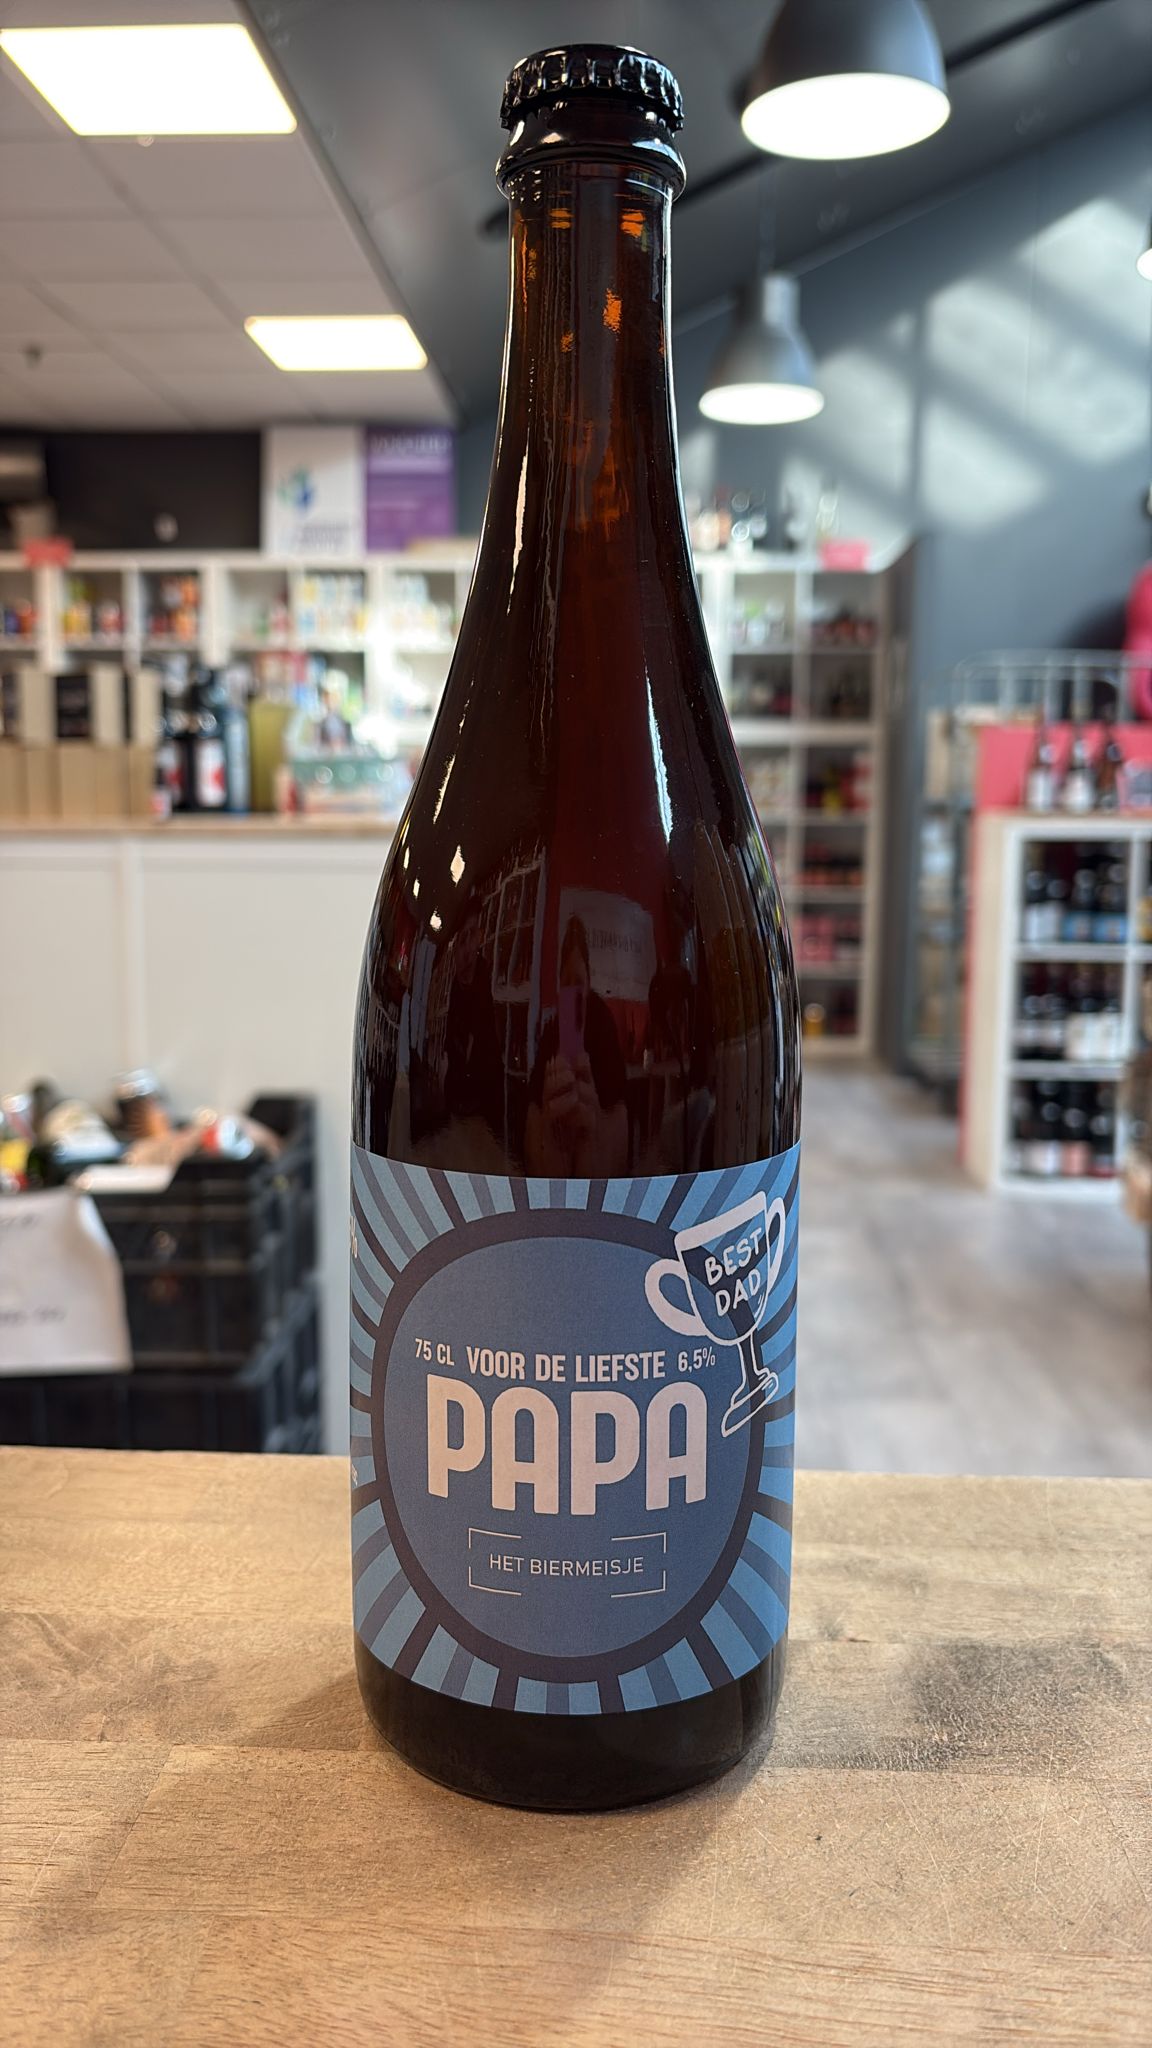 BEST
DAD
75 CL VOOR DE LIEFSTE 6,5%
PAPA
HET BIERMEISJE